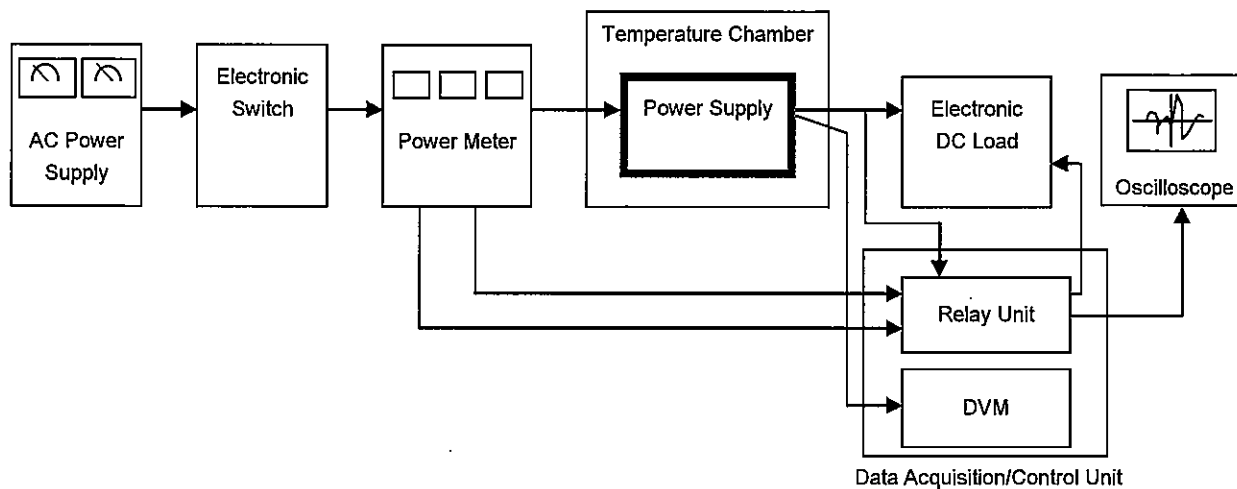 AC Power
Supply
Electronic
Switch
Power Meter
Temperature Chamber
Power Supply
Electronic
DC Load
Oscilloscope
Relay Unit
DVM
Data Acquisition/Control Unit